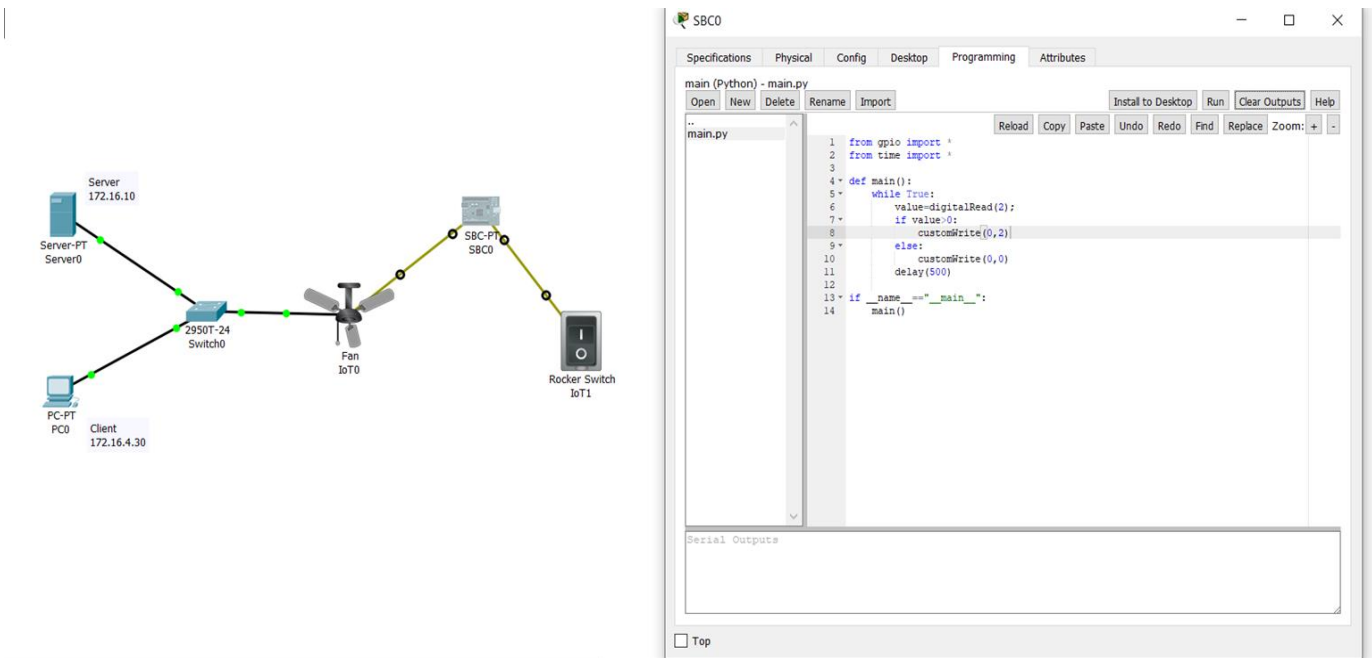 Server
172.16.10
Server-PT
Server0
2950T-24
Switch0
PC-PT
PC0
Client
172.16.4.30
Fan
IoT0
SBC-PT
SBC0
Rocker Switch
IoT1
SBC0
Specifications Physical Config Desktop Programming Attributes
main (Python) - main.py
Open New Delete Rename Import Install to Desktop Run Clear Outputs Help
Reload Copy Paste Undo Redo Find Replace Zoom: + -
..
main.py
1 from gpio import *
2 from time import *
3
4 def main():
5 while True:
6 value=digitalRead(2);
7 if value>0:
8 customWrite(0,2)
9 else:
10 customWrite(0,0)
11 delay(500)
12
13 if __name__=="__main__":
14 main()
Serial Outputs
Top